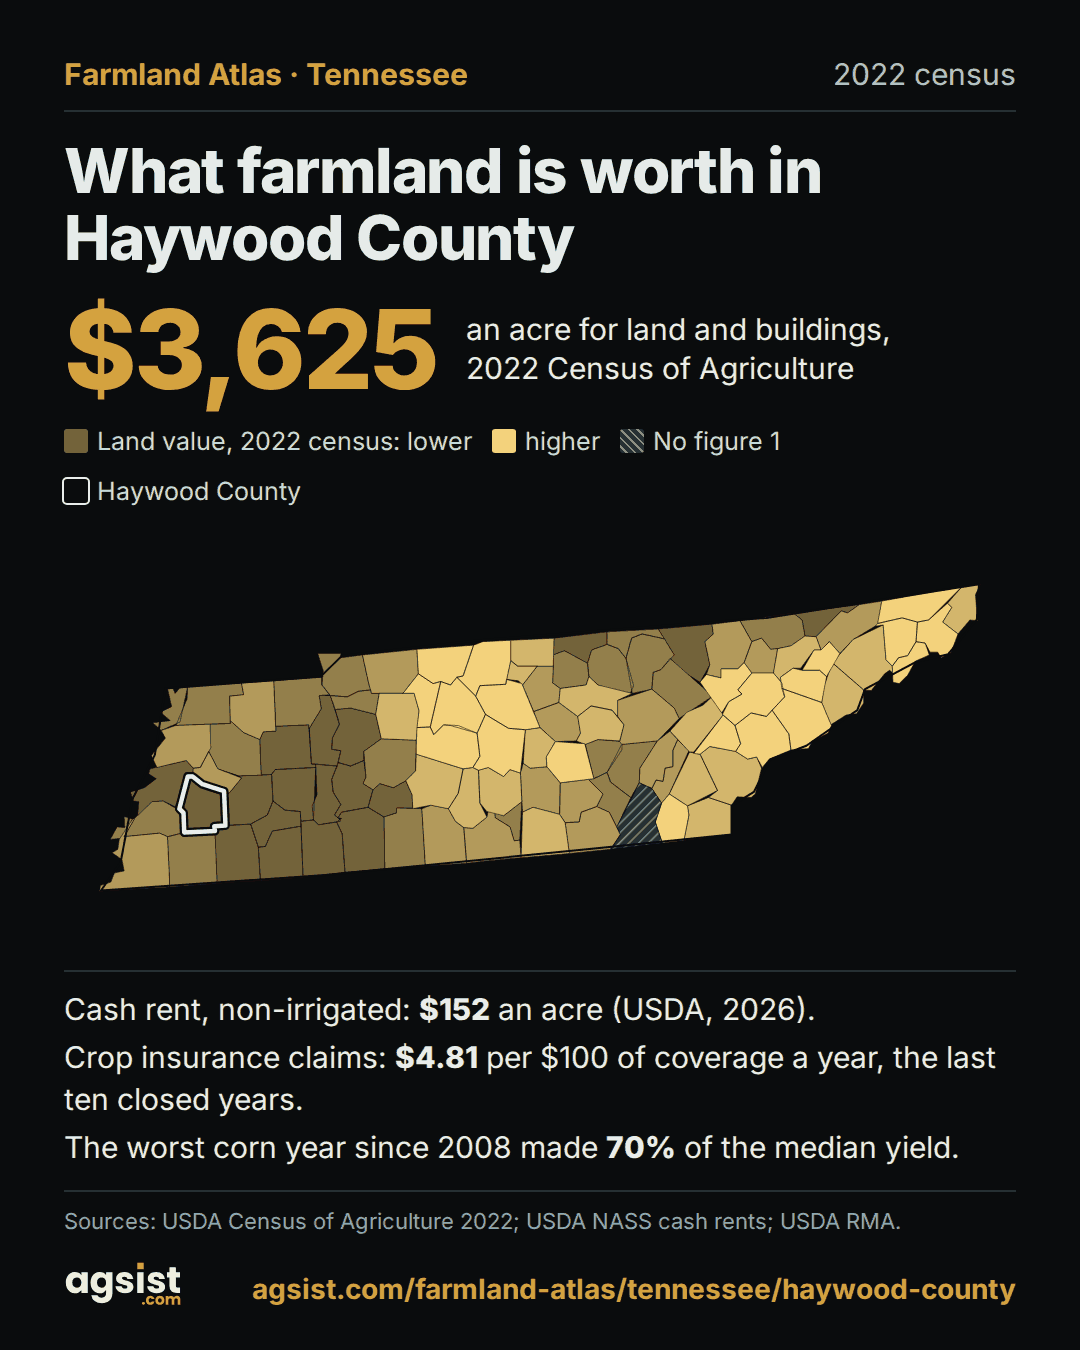 Farmland Atlas · Tennessee
2022 census
What farmland is worth in
Haywood County
$3,625
an acre for land and buildings,
2022 Census of Agriculture
Land value, 2022 census: lower
higher
No figure 1
Haywood County
Cash rent, non-irrigated: $152 an acre (USDA, 2026).
Crop insurance claims: $4.81 per $100 of coverage a year, the last
ten closed years.
The worst corn year since 2008 made 70% of the median yield.
Sources: USDA Census of Agriculture 2022; USDA NASS cash rents; USDA RMA.
agsist
.com
agsist.com/farmland-atlas/tennessee/haywood-county